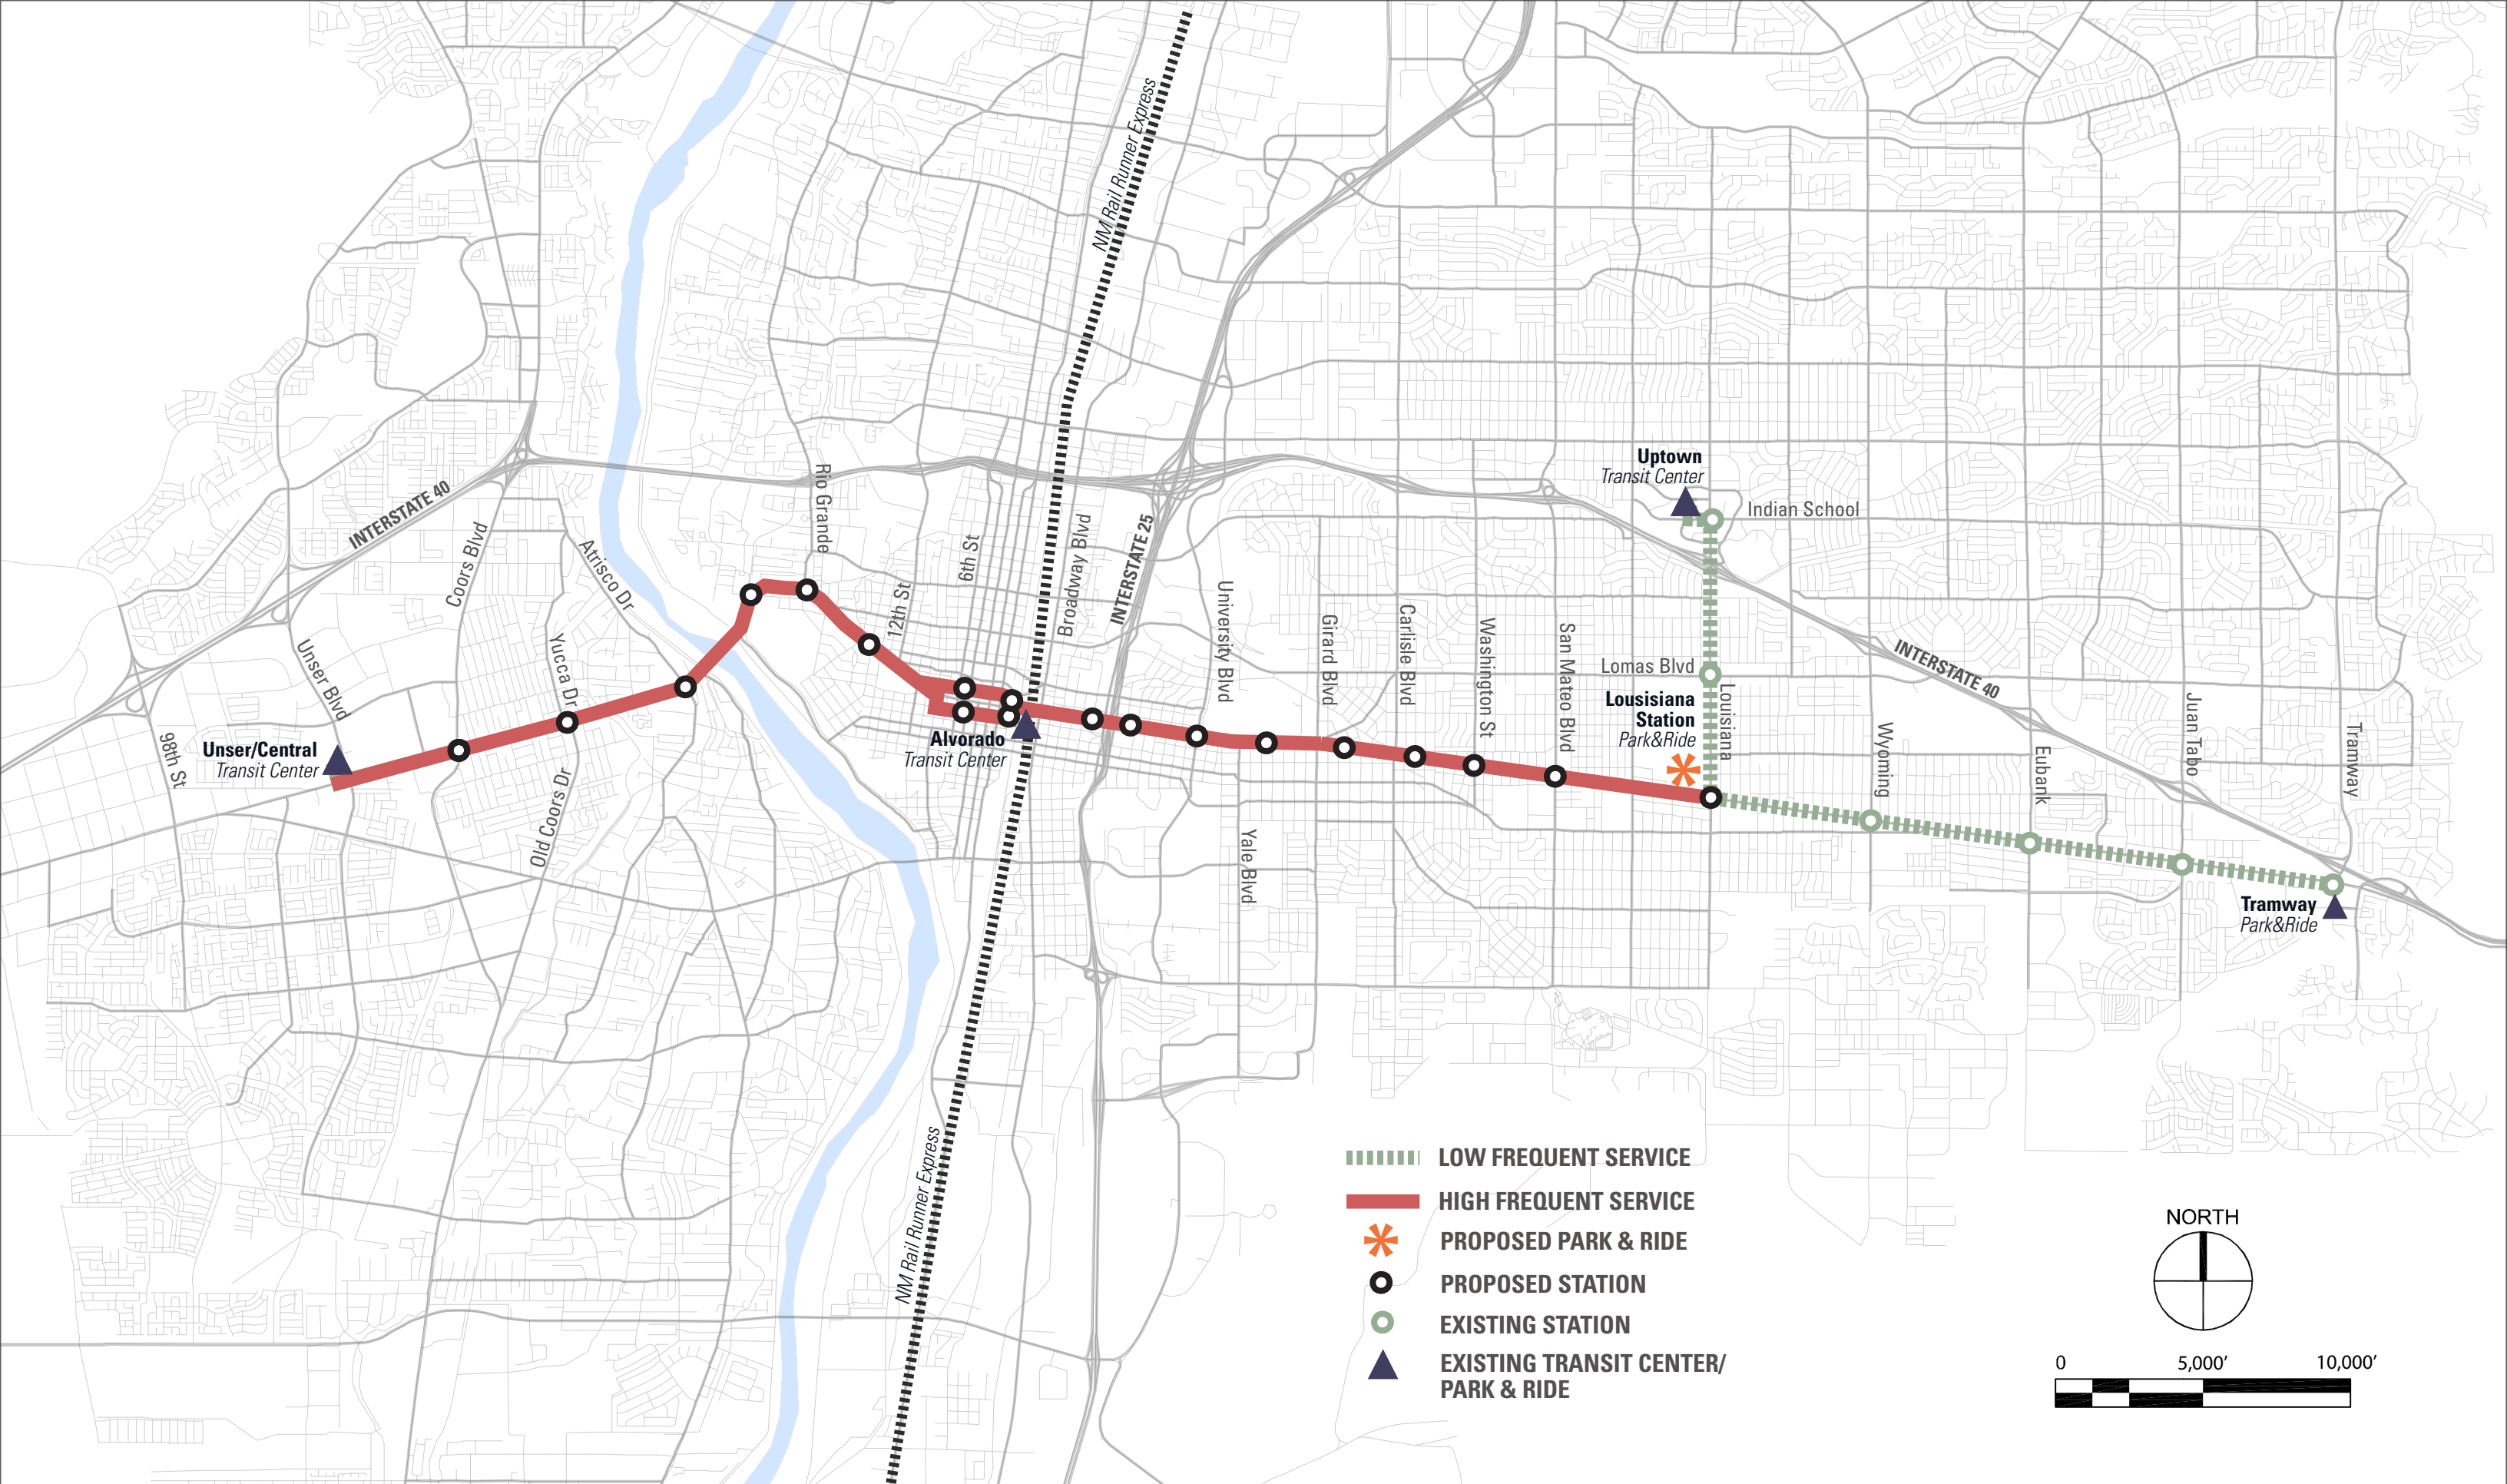 NM Rail Runner Express
Rio Grande
INTERSTATE 40
Coors Blvd
Atrisco Dr
6th St
12th St
Broadway Blvd
INTERSTATE 25
University Blvd
Girard Blvd
Carlisle Blvd
Washington St
San Mateo Blvd
Uptown
Transit Center
Indian School
Lomas Blvd
Lousisiana
Station
Park&Ride
Louisiana
INTERSTATE 40
Unser Blvd
Yucca Dr
98th St
Unser/Central
Transit Center
Old Coors Dr
Alvorado
Transit Center
Yale Blvd
Wyoming
Eubank
Juan Tabo
Tramway
Tramway
Park&Ride
NM Rail Runner Express
LOW FREQUENT SERVICE
HIGH FREQUENT SERVICE
PROPOSED PARK & RIDE
PROPOSED STATION
EXISTING STATION
EXISTING TRANSIT CENTER/
PARK & RIDE
NORTH
0 5,000’ 10,000’